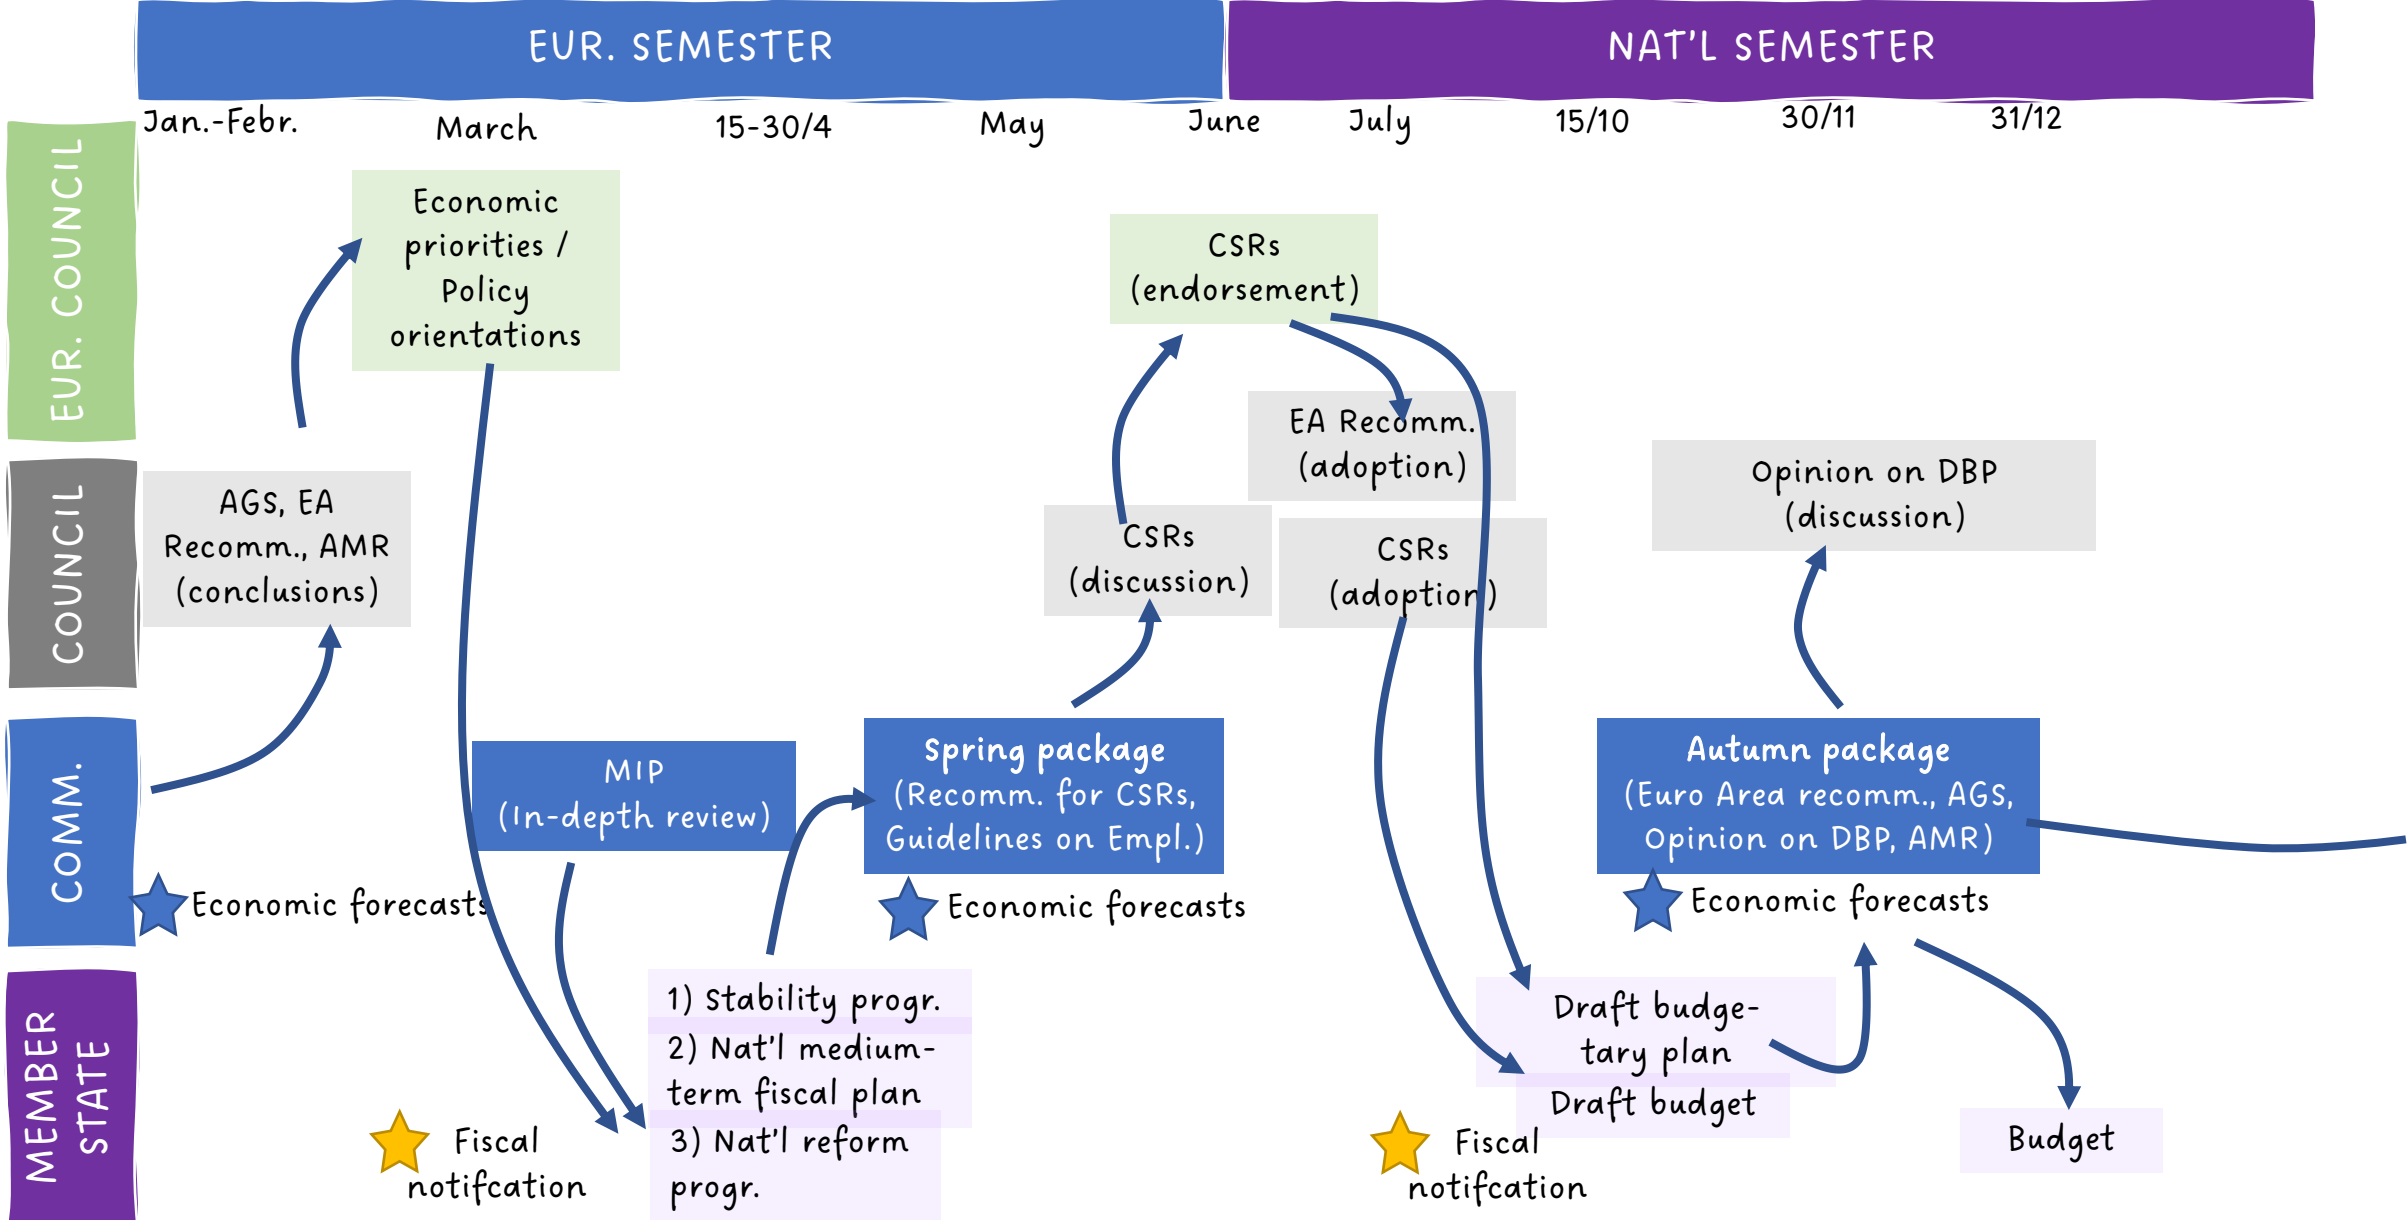 EUR. SEMESTER
NAT'L SEMESTER
Jan.-Febr.
March
15-30/4
May
June
July
15/10
30/11
31/12
EUR. COUNCIL
Economic
priorities /
Policy
orientations
CSRs
(endorsement)
COUNCIL
AGS, EA
Recomm., AMR
(conclusions)
CSRs
(discussion)
EA Recomm.
(adoption)
CSRs
(adoption)
Opinion on DBP
(discussion)
COMM.
MIP
(In-depth review)
Spring package
(Recomm. for CSRs,
Guidelines on Empl.)
Autumn package
(Euro Area recomm., AGS,
Opinion on DBP, AMR)
Economic forecasts
Economic forecasts
Economic forecasts
MEMBER
STATE
Fiscal
notifcation
1) Stability progr.
2) Nat'l medium-
term fiscal plan
3) Nat'l reform
progr.
Fiscal
notifcation
Draft budge-
tary plan
Draft budget
Budget